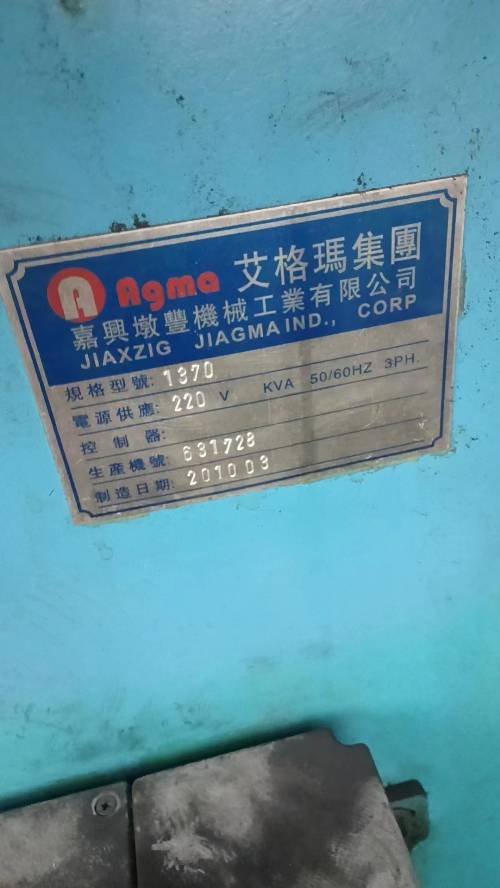 Agma 艾格瑪集團
嘉興墩豐機械工業有限公司
JIAXZIG JIAGMA IND., CORP
規格型號: 1370
電源供應: 220 V KVA 50/60HZ 3PH.
控制器:
生產機號: 631728
制造日期: 201003